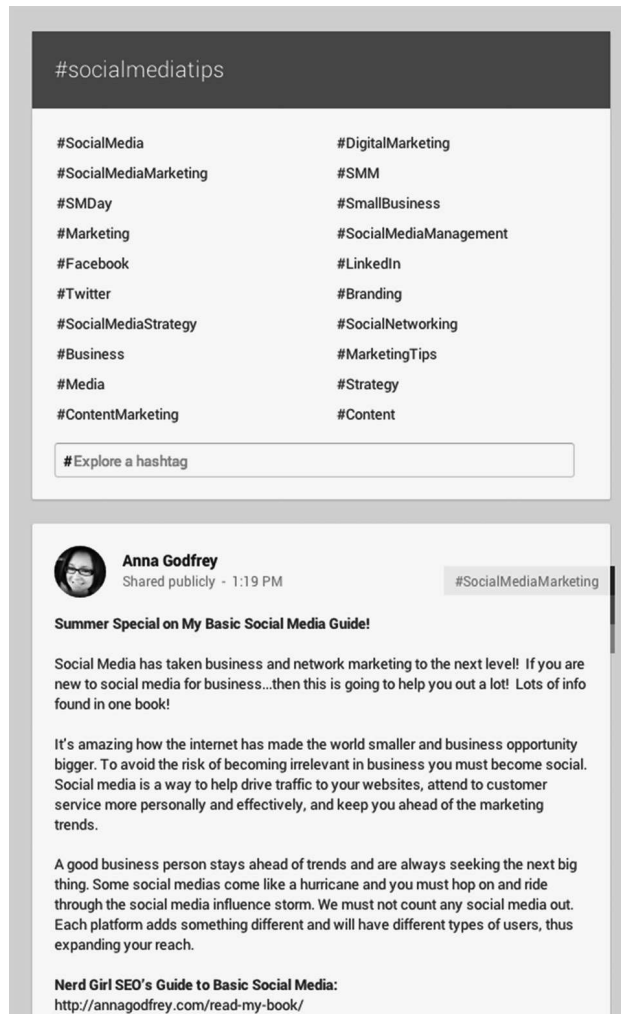 #socialmediatips
#SocialMedia
#DigitalMarketing
#SocialMediaMarketing
#SMM
#SMDay
#SmallBusiness
#Marketing
#SocialMediaManagement
#Facebook
#LinkedIn
#Twitter
#Branding
#SocialMediaStrategy
#SocialNetworking
#Business
#MarketingTips
#Media
#Strategy
#ContentMarketing
#Content
#Explore a hashtag
Anna Godfrey
Shared publicly - 1:19 PM
#SocialMediaMarketing
Summer Special on My Basic Social Media Guide!
Social Media has taken business and network marketing to the next level! If you are
new to social media for business...then this is going to help you out a lot! Lots of info
found in one book!
It's amazing how the internet has made the world smaller and business opportunity
bigger. To avoid the risk of becoming irrelevant in business you must become social.
Social media is a way to help drive traffic to your websites, attend to customer
service more personally and effectively, and keep you ahead of the marketing
trends.
A good business person stays ahead of trends and are always seeking the next big
thing. Some social medias come like a hurricane and you must hop on and ride
through the social media influence storm. We must not count any social media out.
Each platform adds something different and will have different types of users, thus
expanding your reach.
Nerd Girl SEO's Guide to Basic Social Media:
http://annagodfrey.com/read-my-book/